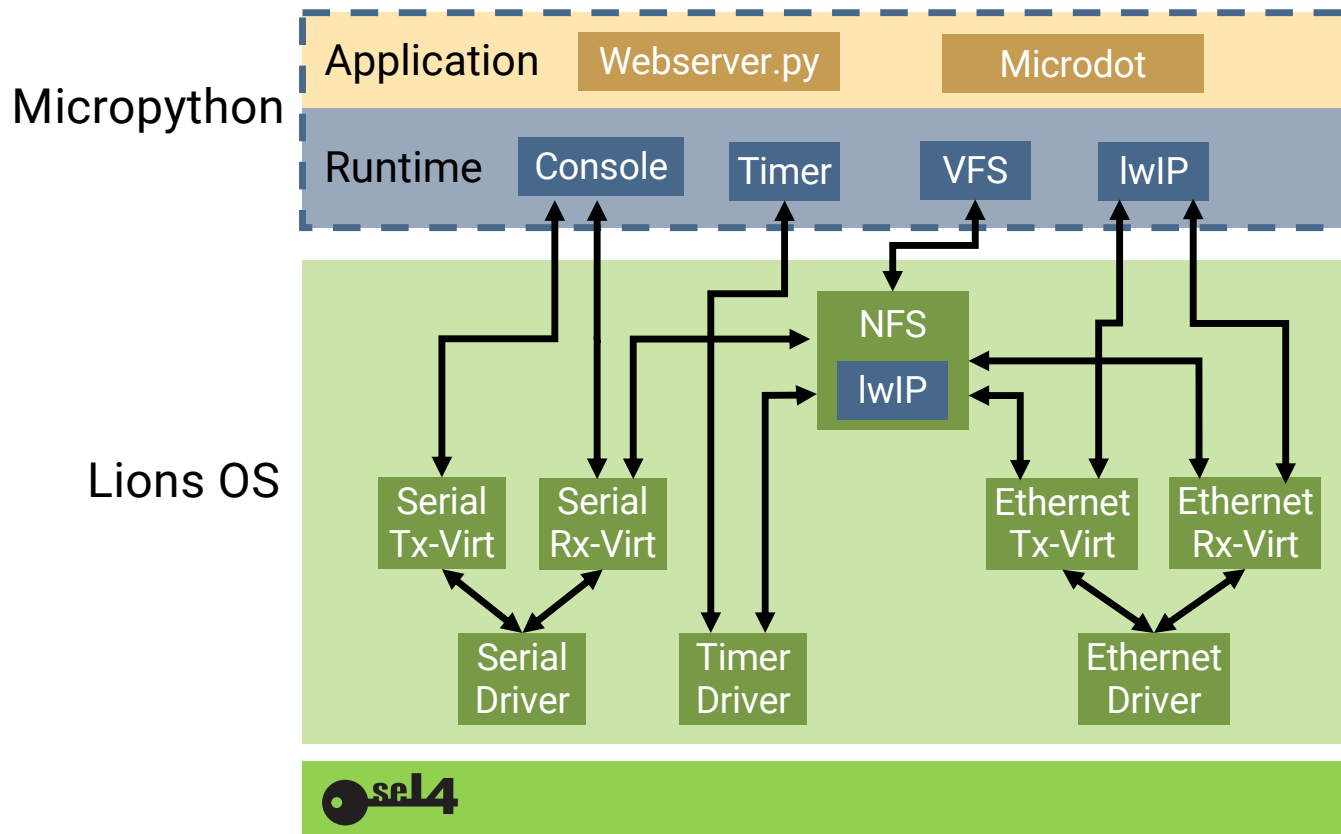 Micropython
Application
Webserver.py
Microdot
Runtime
Console
Timer
VFS
lwIP
Lions OS
NFS
lwIP
Serial
Tx-Virt
Serial
Rx-Virt
Ethernet
Tx-Virt
Ethernet
Rx-Virt
Serial
Driver
Timer
Driver
Ethernet
Driver
seL4